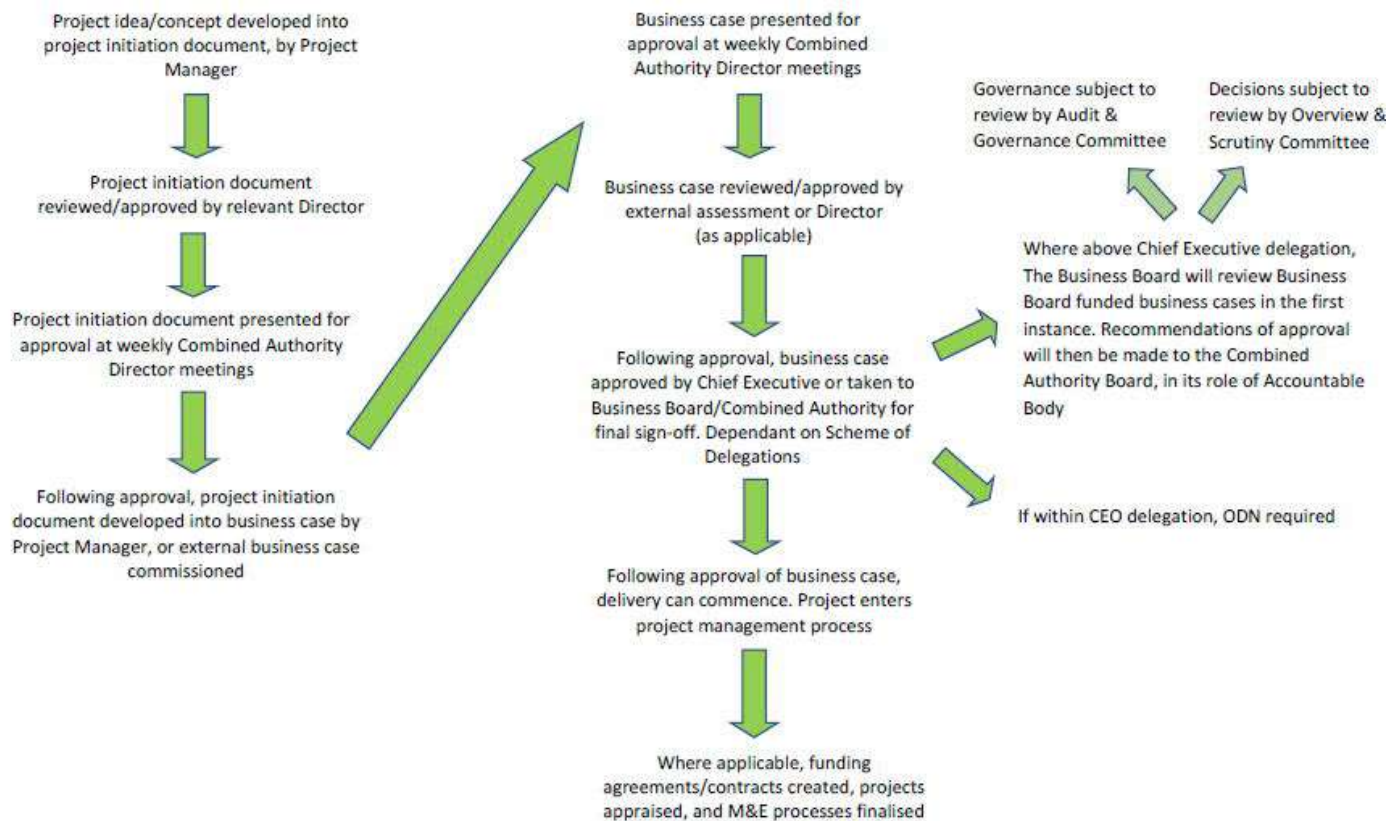 Project idea/concept developed into
project initiation document, by Project
Manager
Project initiation document
reviewed/approved by relevant Director
Project initiation document presented for
approval at weekly Combined Authority
Director meetings
Following approval, project initiation
document developed into business case by
Project Manager, or external business case
commissioned
Business case presented for
approval at weekly Combined
Authority Director meetings
Business case reviewed/approved by
external assessment or Director
(as applicable)
Following approval, business case
approved by Chief Executive or taken to
Business Board/Combined Authority for
final sign-off. Dependant on Scheme of
Delegations
Following approval of business case,
delivery can commence. Project enters
project management process
Where applicable, funding
agreements/contracts created, projects
appraised, and M&E processes finalised
Governance subject to
review by Audit &
Governance Committee
Decisions subject to
review by Overview &
Scrutiny Committee
Where above Chief Executive delegation,
The Business Board will review Business
Board funded business cases in the first
instance. Recommendations of approval
will then be made to the Combined
Authority Board, in its role of Accountable
Body
If within CEO delegation, ODN required